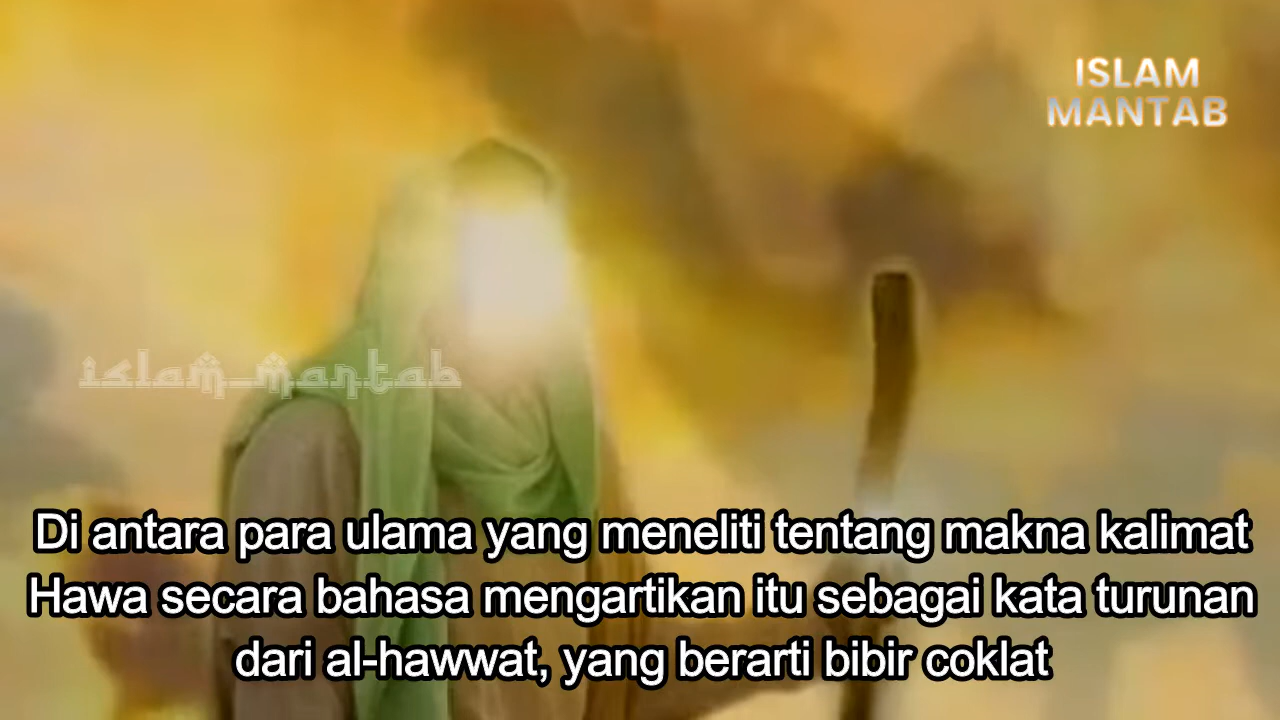 ISLAM
MANTAB
islam_mantab
Di antara para ulama yang meneliti tentang makna kalimat
Hawa secara bahasa mengartikan itu sebagai kata turunan
dari al-hawwat, yang berarti bibir coklat